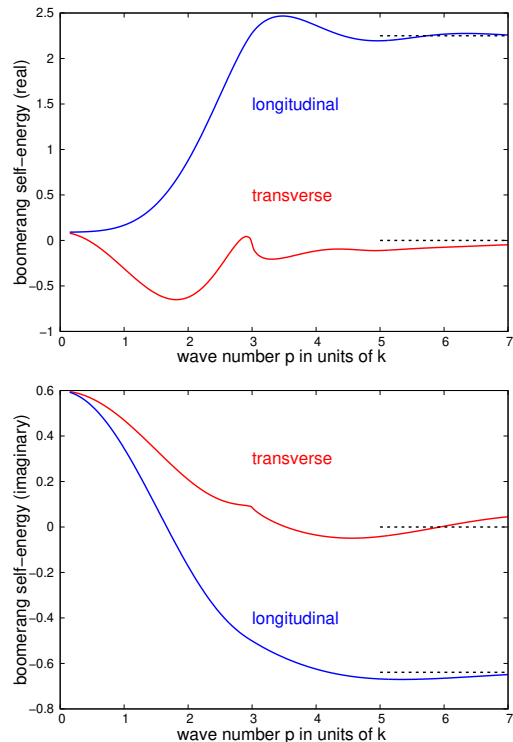 2.5
2
1.5
1
0.5
0
−0.5
−1
boomerang self−energy (real)
longitudinal
transverse
0 1 2 3 4 5 6 7
wave number p in units of k
0.6
0.4
0.2
0
−0.2
−0.4
−0.6
−0.8
boomerang self−energy (imaginary)
transverse
longitudinal
0 1 2 3 4 5 6 7
wave number p in units of k